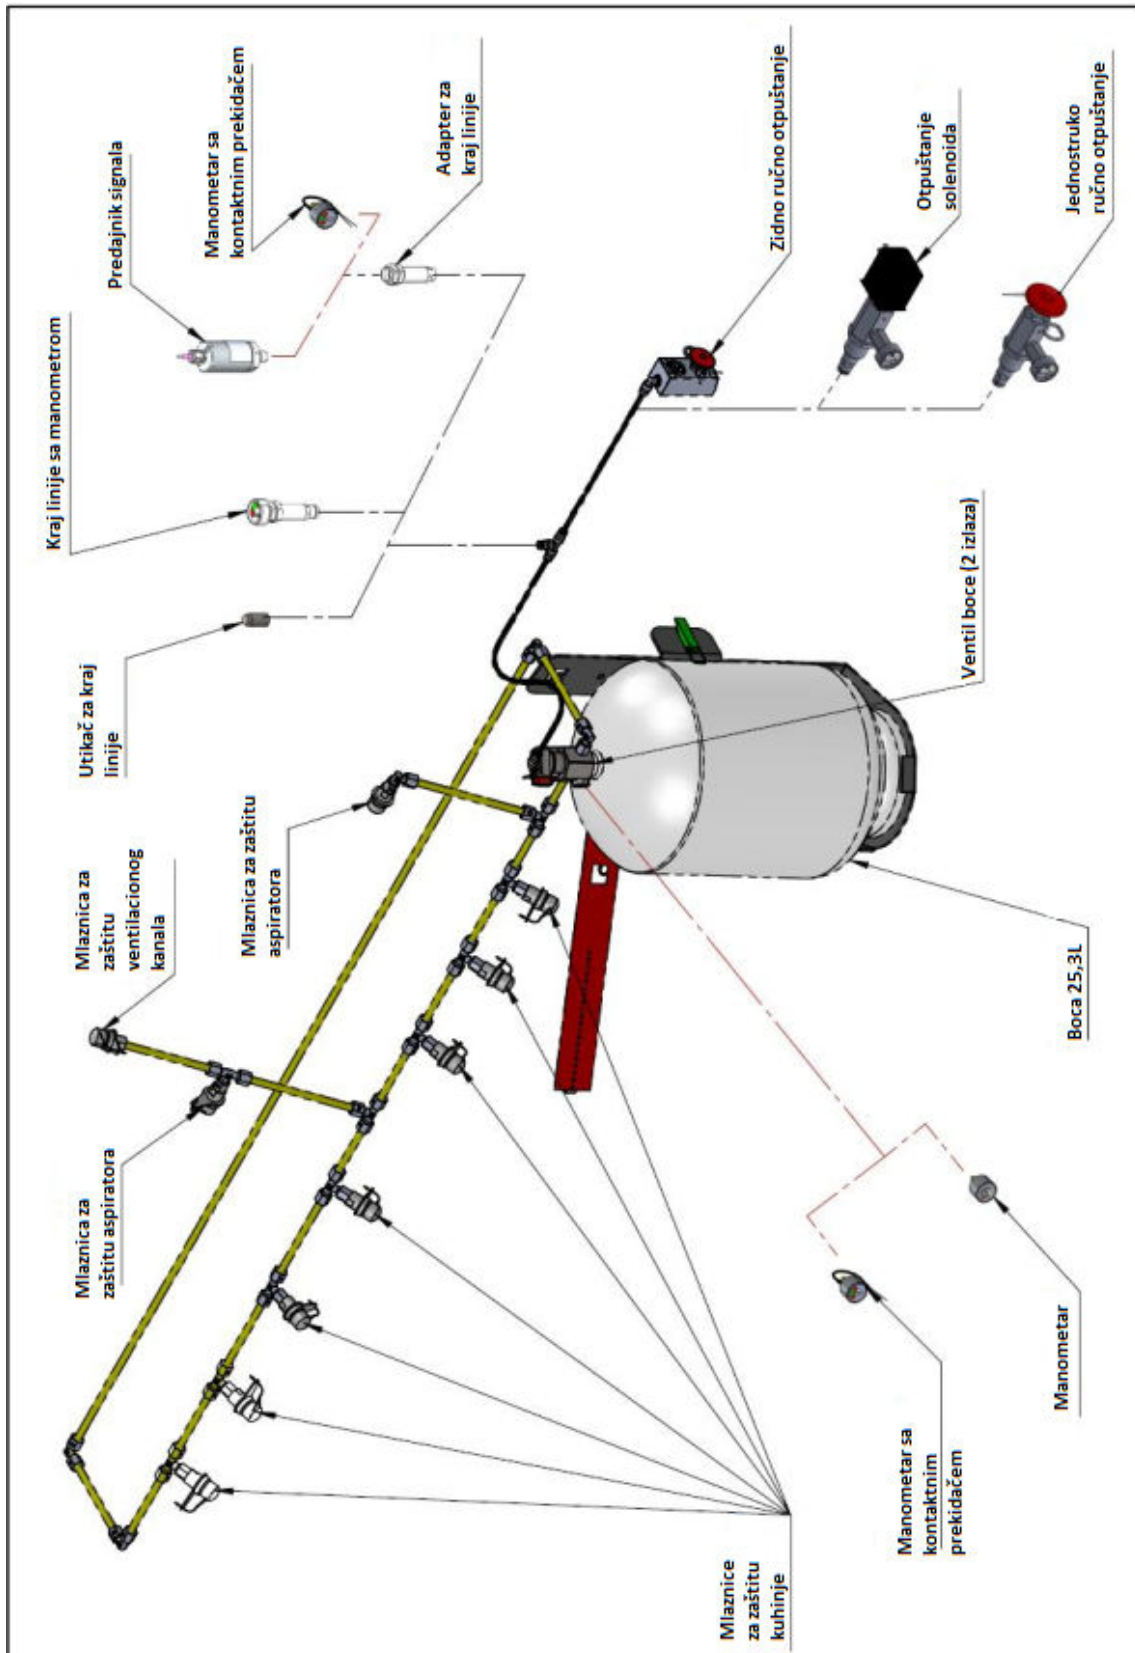 Mlaznice
za zaštitu
kuhinje
Mlaznica za
zaštitu aspiratora
Mlaznica za
zaštitu
ventilacionog
kanala
Mlaznica za zaštitu
aspiratora
Utikač za kraj
linije
Kraj linije sa manometrom
Predajnik signala
Manometar sa
kontaktnim prekidačem
Adapter za
kraj linije
Zidno ručno otpuštanje
Otpuštanje
solenoida
Jednostruko
ručno otpuštanje
Ventil boce (2 izlaza)
Boca 25,3L
Manometar
Manometar sa
kontaktnim
prekidačem